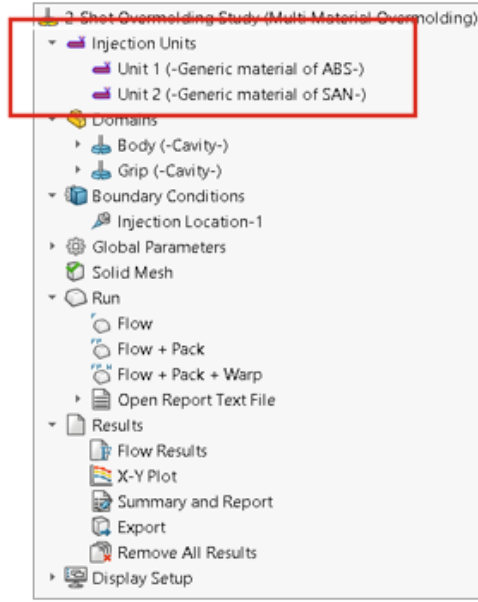 2-Shot Overmolding Study (Multi Material Overmolding)
Injection Units
Unit 1 (-Generic material of ABS-)
Unit 2 (-Generic material of SAN-)
Domains
Body (-Cavity-)
Grip (-Cavity-)
Boundary Conditions
Injection Location-1
Global Parameters
Solid Mesh
Run
Flow
Flow + Pack
Flow + Pack + Warp
Open Report Text File
Results
Flow Results
X-Y Plot
Summary and Report
Export
Remove All Results
Display Setup